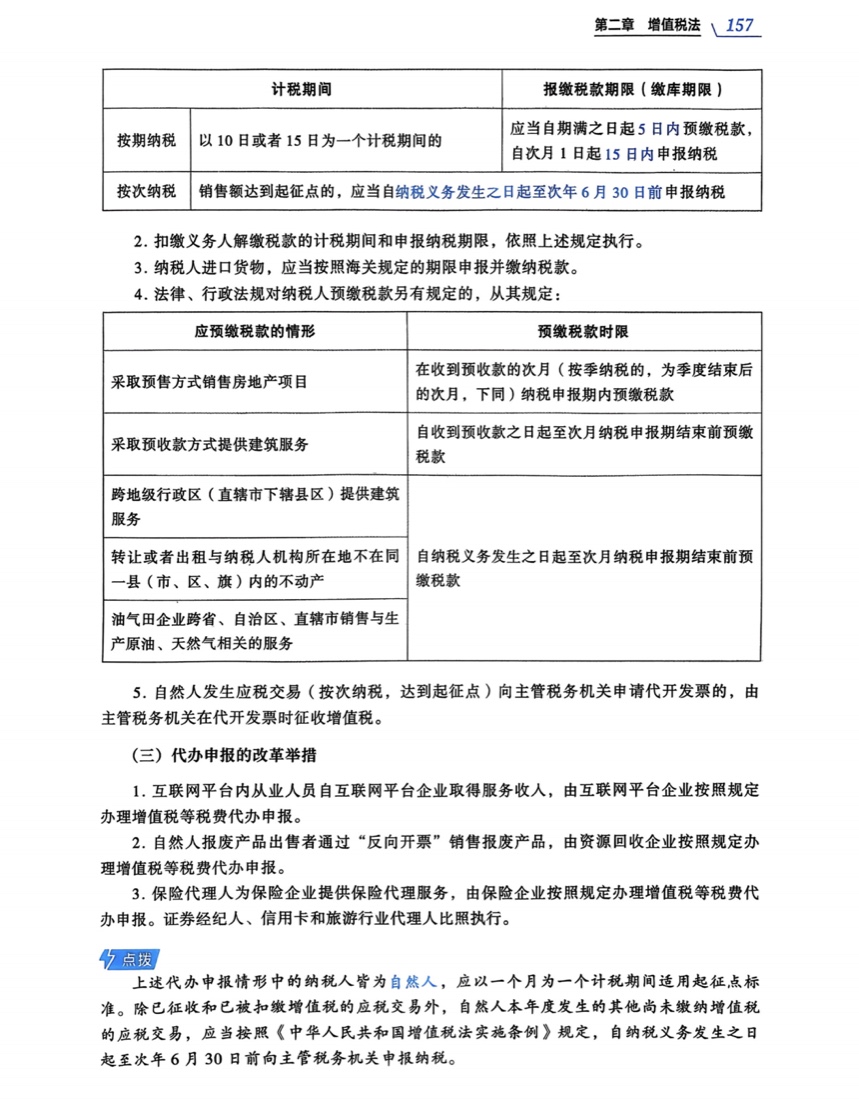 第二章 增值税法 157
计税期间 报缴税款期限（缴库期限）
按期纳税 以 10 日或者 15 日为一个计税期间的 应当自期满之日起 5 日内预缴税款，
自次月 1 日起 15 日内申报纳税
按次纳税 销售额达到起征点的，应当自纳税义务发生之日起至次年 6 月 30 日前申报纳税
2. 扣缴义务人解缴税款的计税期间和申报纳税期限，依照上述规定执行。
3. 纳税人进口货物，应当按照海关规定的期限申报并缴纳税款。
4. 法律、行政法规对纳税人预缴税款另有规定的，从其规定：
应预缴税款的情形 预缴税款时限
采取预售方式销售房地产项目 在收到预收款的次月（按季纳税的，为季度结束后
的次月，下同）纳税申报期内预缴税款
采取预收款方式提供建筑服务 自收到预收款之日起至次月纳税申报期结束前预缴
税款
跨地级行政区（直辖市下辖县区）提供建筑
服务
转让或者出租与纳税人机构所在地不在同
一县（市、区、旗）内的不动产
自纳税义务发生之日起至次月纳税申报期结束前预
缴税款
油气田企业跨省、自治区、直辖市销售与生
产原油、天然气相关的服务
5. 自然人发生应税交易（按次纳税，达到起征点）向主管税务机关申请代开发票的，由
主管税务机关在代开发票时征收增值税。
（三）代办申报的改革举措
1. 互联网平台内从业人员自互联网平台企业取得服务收人，由互联网平台企业按照规定
办理增值税等税费代办申报。
2. 自然人报废产品出售者通过“反向开票”销售报废产品，由资源回收企业按照规定办
理增值税等税费代办申报。
3. 保险代理人为保险企业提供保险代理服务，由保险企业按照规定办理增值税等税费代
办申报。证券经纪人、信用卡和旅游行业代理人比照执行。
点拨
上述代办申报情形中的纳税人皆为自然人，应以一个月为一个计税期间适用起征点标
准。除已征收和已被扣缴增值税的应税交易外，自然人本年度发生的其他尚未缴纳增值税
的应税交易，应当按照《中华人民共和国增值税法实施条例》规定，自纳税义务发生之日
起至次年 6 月 30 日前向主管税务机关申报纳税。